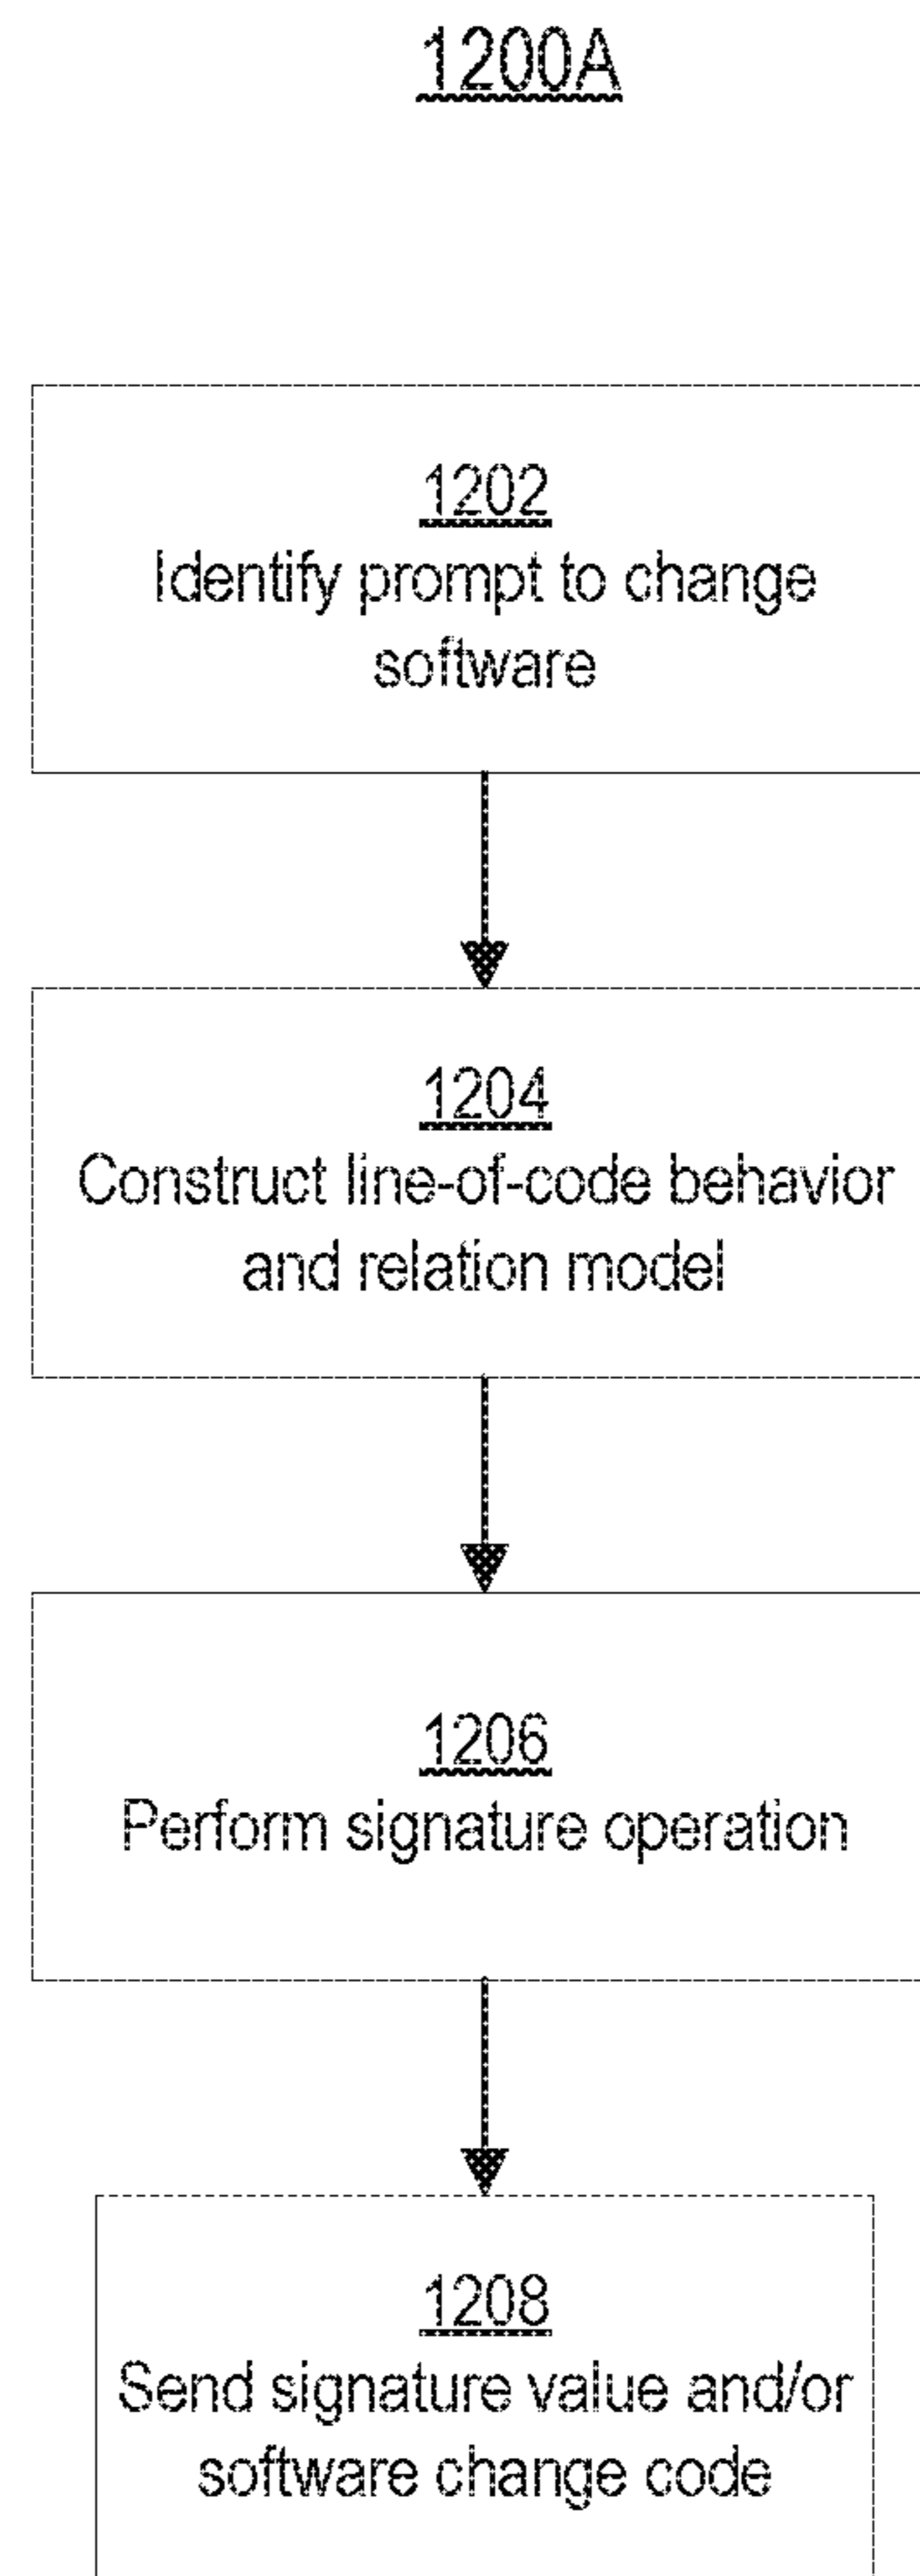 1200A
1202
Identify prompt to change
software
1204
Construct line-of-code behavior
and relation model
1206
Perform signature operation
1208
Send signature value and/or
software change code